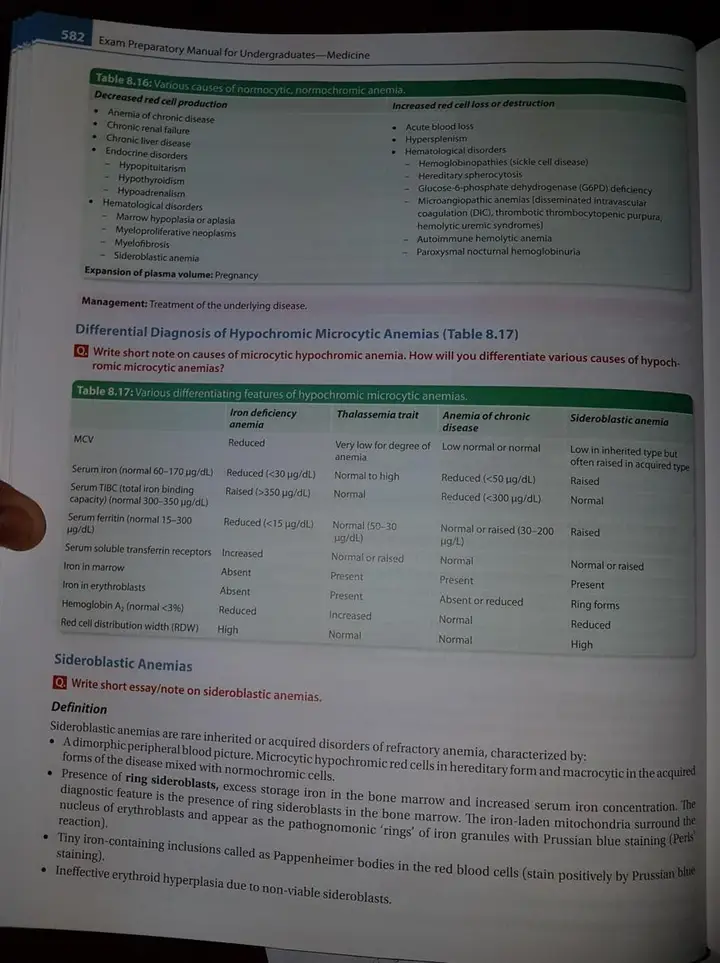 582 Exam Preparatory Manual for Undergraduates—Medicine
Table 8.16: Various causes of normocytic, normochromic anemia.
Decreased red cell production
• Anemia of chronic disease
• Chronic renal failure
• Chronic liver disease
• Endocrine disorders
– Hypopituitarism
– Hypothyroidism
– Hypoadrenalism
• Hematological disorders
– Marrow hypoplasia or aplasia
– Myeloproliferative neoplasms
– Myelofibrosis
– Sideroblastic anemia
Increased red cell loss or destruction
• Acute blood loss
• Hypersplenism
• Hematological disorders
– Hemoglobinopathies (sickle cell disease)
– Hereditary spherocytosis
– Glucose-6-phosphate dehydrogenase (G6PD) deficiency
– Microangiopathic anemias (disseminated intravascular
coagulation (DIC), thrombotic thrombocytopenic purpura,
hemolytic uremic syndromes)
– Autoimmune hemolytic anemia
– Paroxysmal nocturnal hemoglobinuria
Expansion of plasma volume: Pregnancy
Management: Treatment of the underlying disease.
Differential Diagnosis of Hypochromic Microcytic Anemias (Table 8.17)
Q. Write short note on causes of microcytic hypochromic anemia. How will you differentiate various causes of hypoch-
romic microcytic anemias?
Table 8.17: Various differentiating features of hypochromic microcytic anemias.
Iron deficiency anemia | Thalassemia trait | Anemia of chronic disease | Sideroblastic anemia
MCV | Reduced | Very low for degree of anemia | Low normal or normal | Low in inherited type but often raised in acquired type
Serum iron (normal 60–170 µg/dL) | Reduced (<30 µg/dL) | Normal to high | Reduced (<50 µg/dL) | Raised
Serum TIBC (total iron binding capacity) (normal 300–350 µg/dL) | Raised (>350 µg/dL) | Normal | Reduced (<300 µg/dL) | Normal
Serum ferritin (normal 15–300 µg/dL) | Reduced (<15 µg/dL) | Normal (50–30 µg/dL) | Normal or raised (30–200 µg/L) | Raised
Serum soluble transferrin receptors | Increased | Normal or raised | Normal | Normal or raised
Iron in marrow | Absent | Present | Present | Present
Iron in erythroblasts | Absent | Present | Absent or reduced | Ring forms
Hemoglobin A₂ (normal <3%) | Reduced | Increased | Normal | Reduced
Red cell distribution width (RDW) | High | Normal | Normal | High
Sideroblastic Anemias
Q. Write short essay/note on sideroblastic anemias.
Definition
Sideroblastic anemias are rare inherited or acquired disorders of refractory anemia, characterized by:
• A dimorphic peripheral blood picture. Microcytic hypochromic red cells in hereditary form and macrocytic in the acquired
forms of the disease mixed with normochromic cells.
• Presence of ring sideroblasts, excess storage iron in the bone marrow and increased serum iron concentration. The
diagnostic feature is the presence of ring sideroblasts in the bone marrow. The iron-laden mitochondria surround the
nucleus of erythroblasts and appear as the pathognomonic 'rings' of iron granules with Prussian blue staining (Perls'
reaction).
• Tiny iron-containing inclusions called as Pappenheimer bodies in the red blood cells (stain positively by Prussian blue
staining).
• Ineffective erythroid hyperplasia due to non-viable sideroblasts.